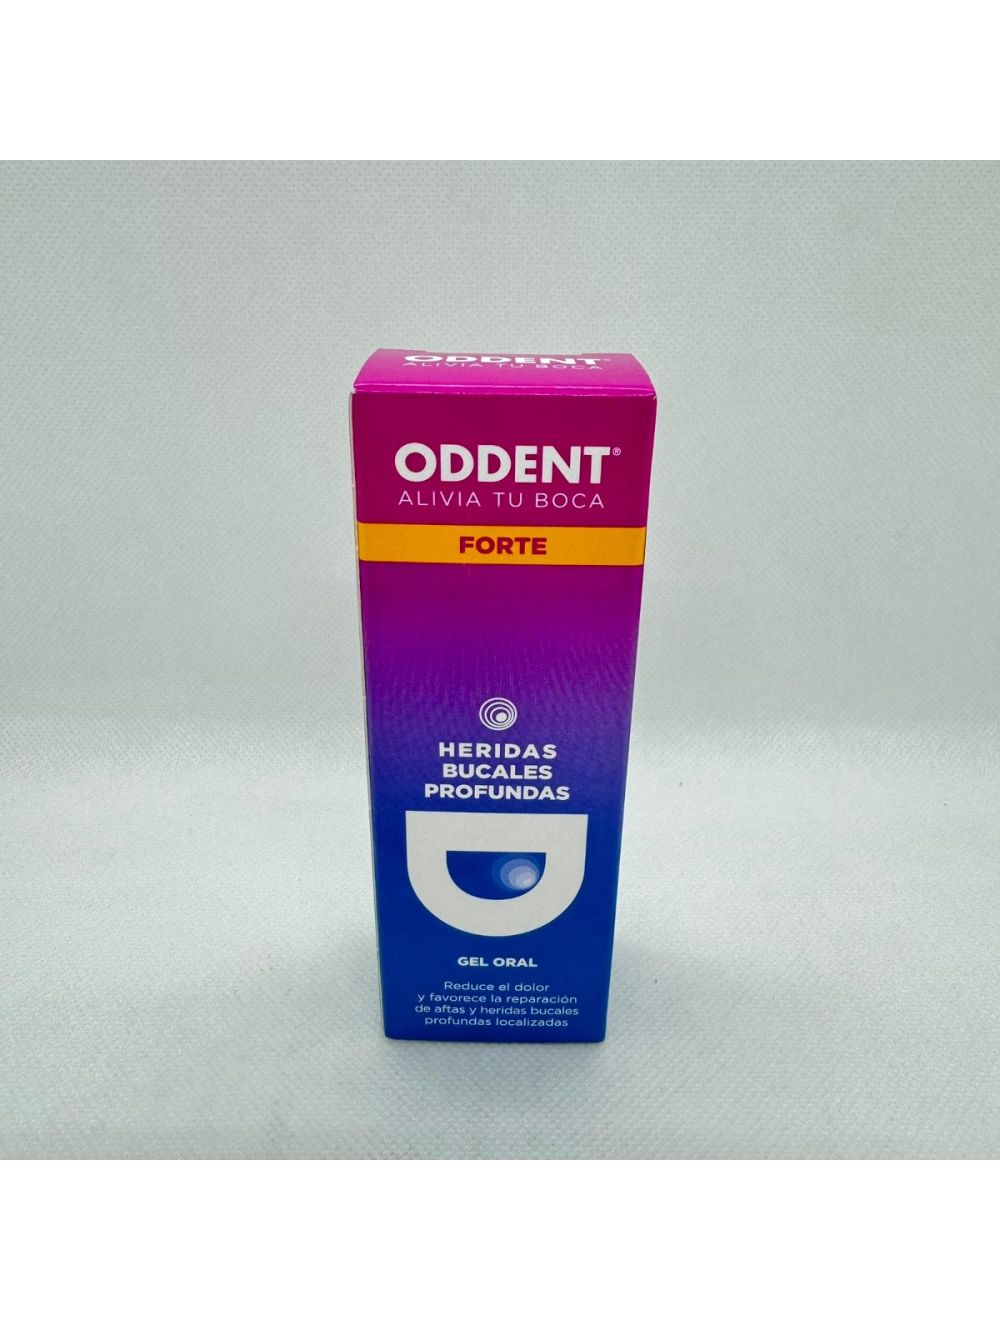 ODDENT®
ALIVIA TU BOCA
ODDENT®
ALIVIA TU BOCA
FORTE
HERIDAS
BUCALES
PROFUNDAS
GEL ORAL
Reduce el dolor
y favorece la reparación
de aftas y heridas bucales
profundas localizadas